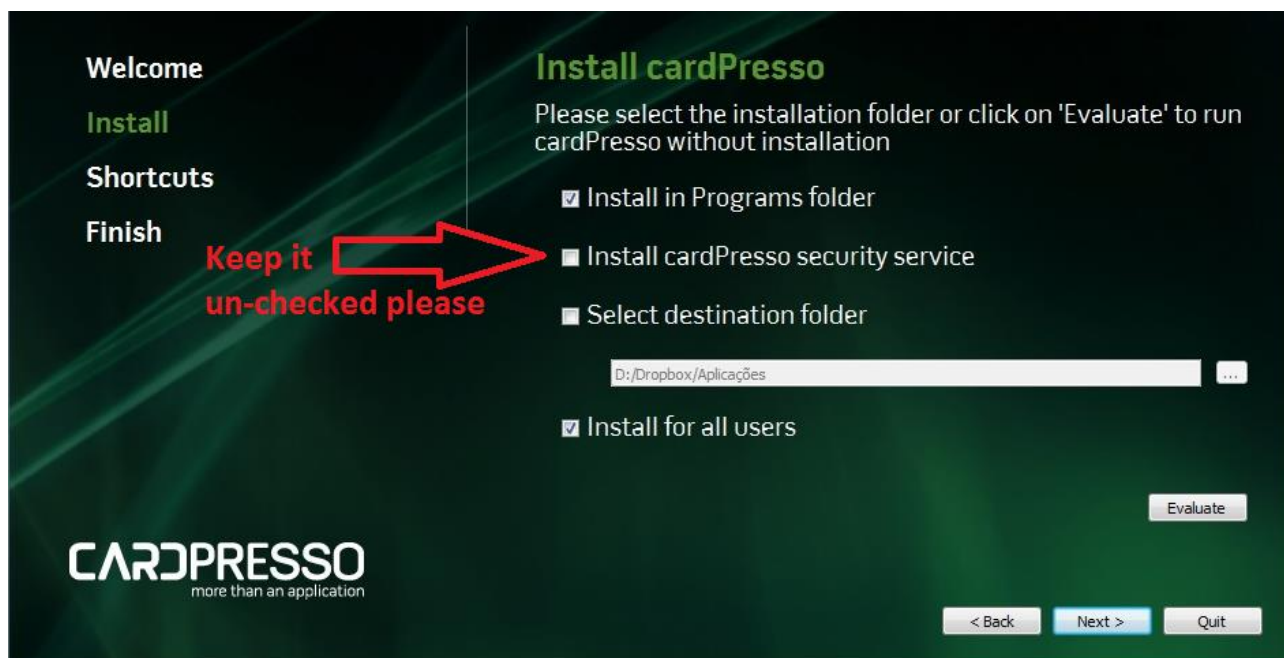 Welcome
Install
Shortcuts
Finish
Keep it
un-checked please
Install cardPresso
Please select the installation folder or click on 'Evaluate' to run
cardPresso without installation
Install in Programs folder
Install cardPresso security service
Select destination folder
D:/Dropbox/Aplicações
...
Install for all users
Evaluate
CARDPRESSO
more than an application
< Back
Next >
Quit